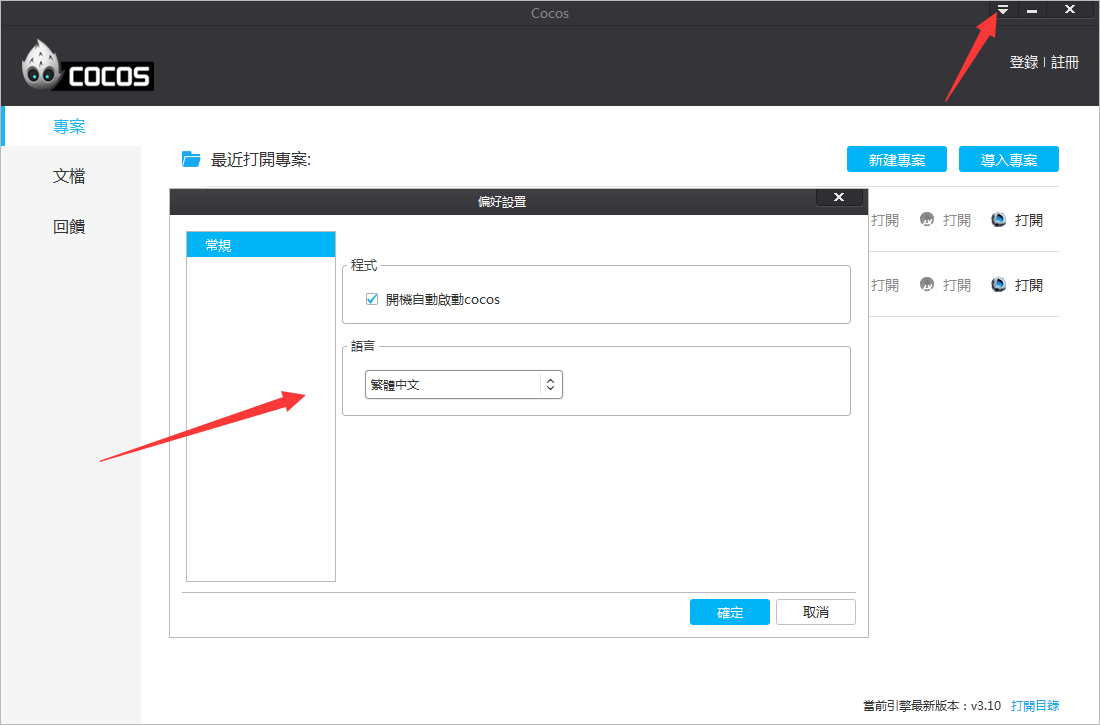 Cocos
COCOS
登錄 | 註冊
專案
文檔
回饋
最近打開專案:
新建專案
導入專案
打開 打開 打開
打開 打開 打開
偏好設置
常規
程式
開機自動啟動cocos
語言
繁體中文
確定
取消
當前引擎最新版本：v3.10 打開目錄